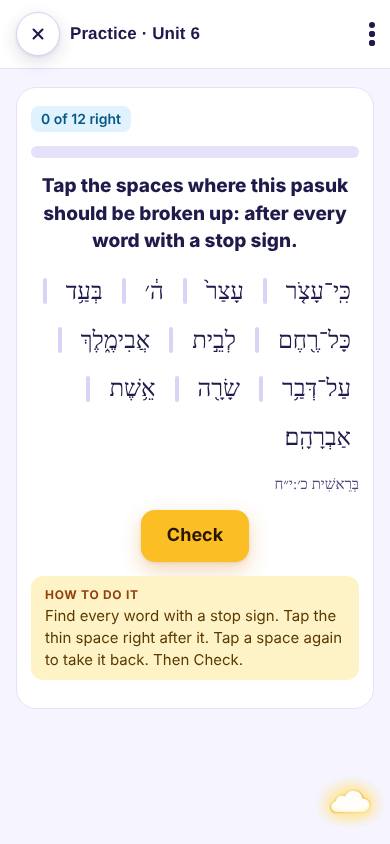 Practice · Unit 6
0 of 12 right
Tap the spaces where this pasuk
should be broken up: after every
word with a stop sign.
כִּֽי־עָצֹ֤ר עָצַר֙ ה֔׳ בְּעַ֥ד
כׇּל־רֶ֖חֶם לְבֵ֣ית אֲבִימֶ֑לֶךְ
עַל־דְּבַ֥ר שָׂרָ֖ה אֵ֥שֶׁת
אַבְרָהָֽם
בְּרֵאשִׁית כ׳:י״ח
Check
HOW TO DO IT
Find every word with a stop sign. Tap the
thin space right after it. Tap a space again
to take it back. Then Check.